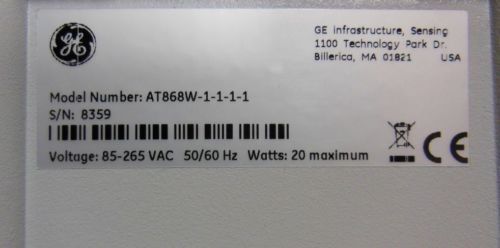 GE
GE Infrastructure, Sensing
1100 Technology Park Dr.
Billerica, MA 01821 USA
Model Number: AT868W-1-1-1-1
S/N: 8359
Voltage: 85-265 VAC 50/60 Hz Watts: 20 maximum
CE